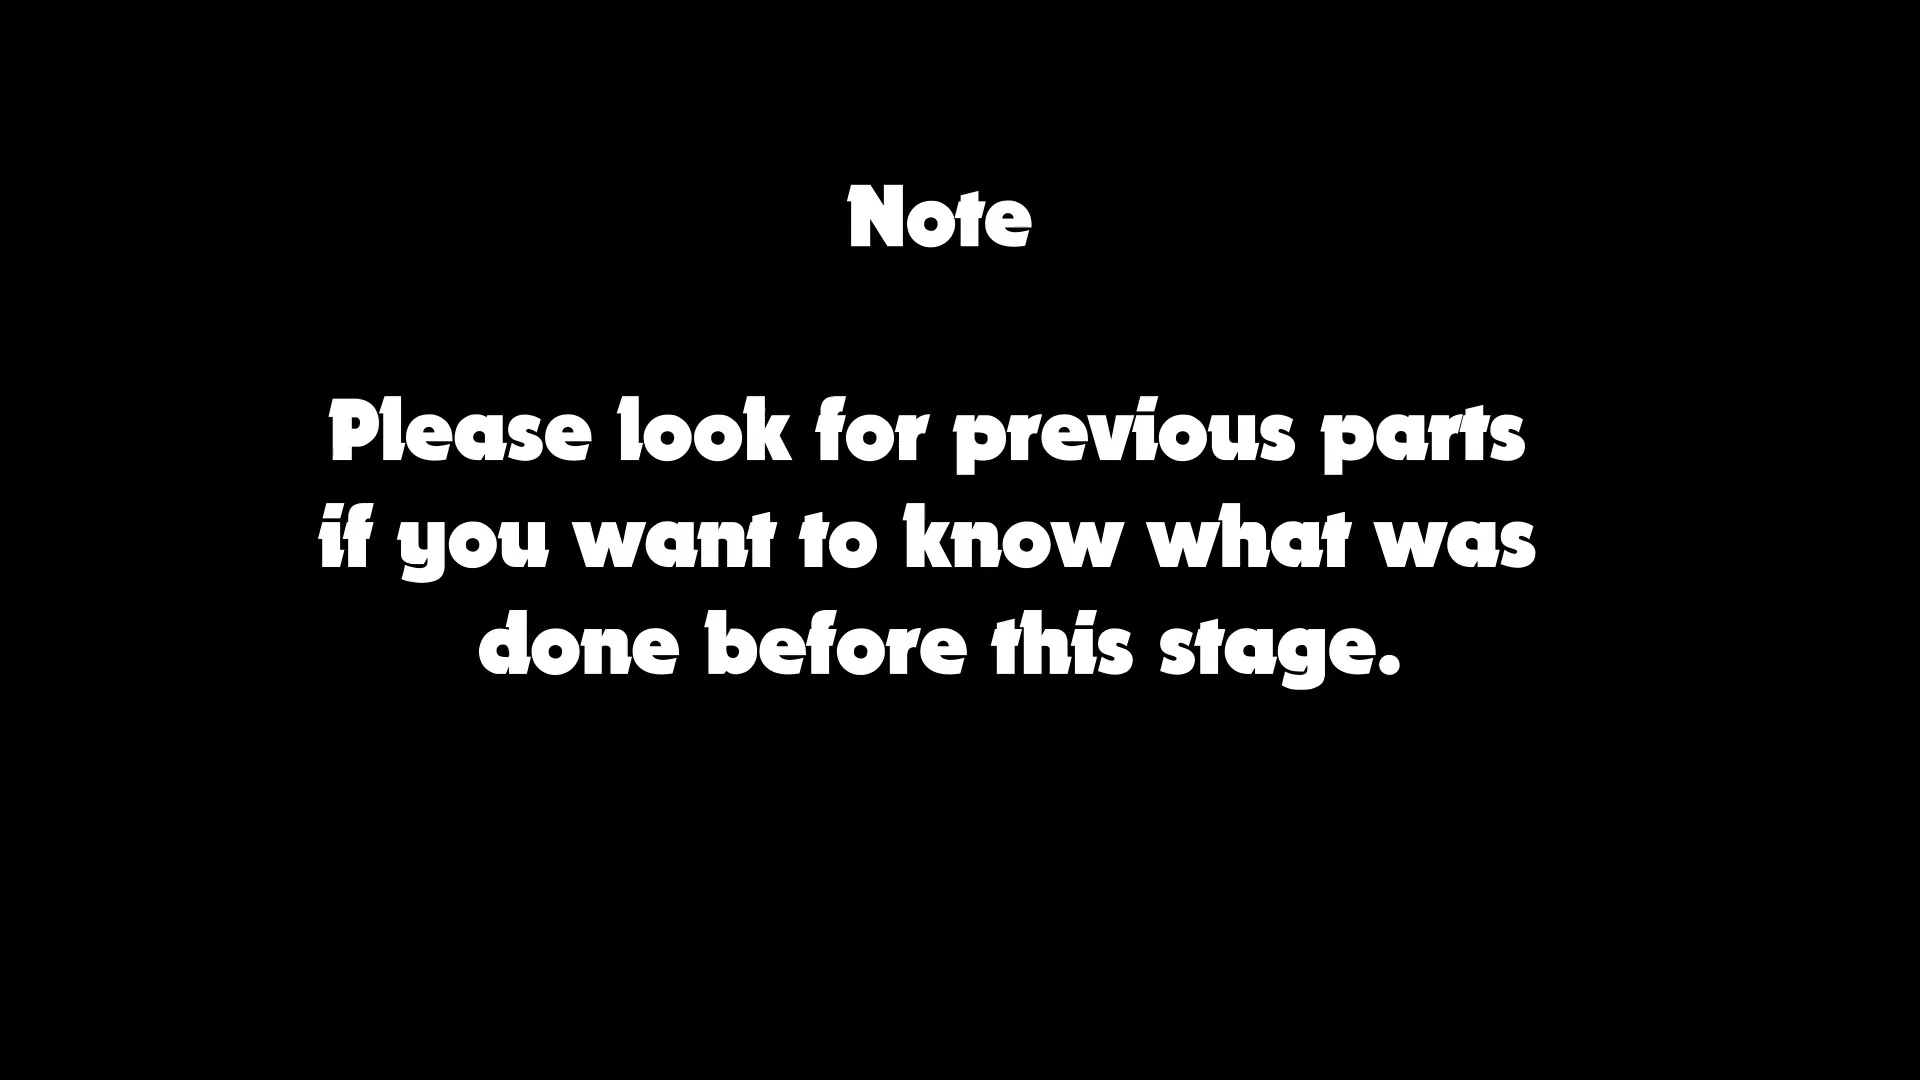 Note
Please look for previous parts
if you want to know what was
done before this stage.